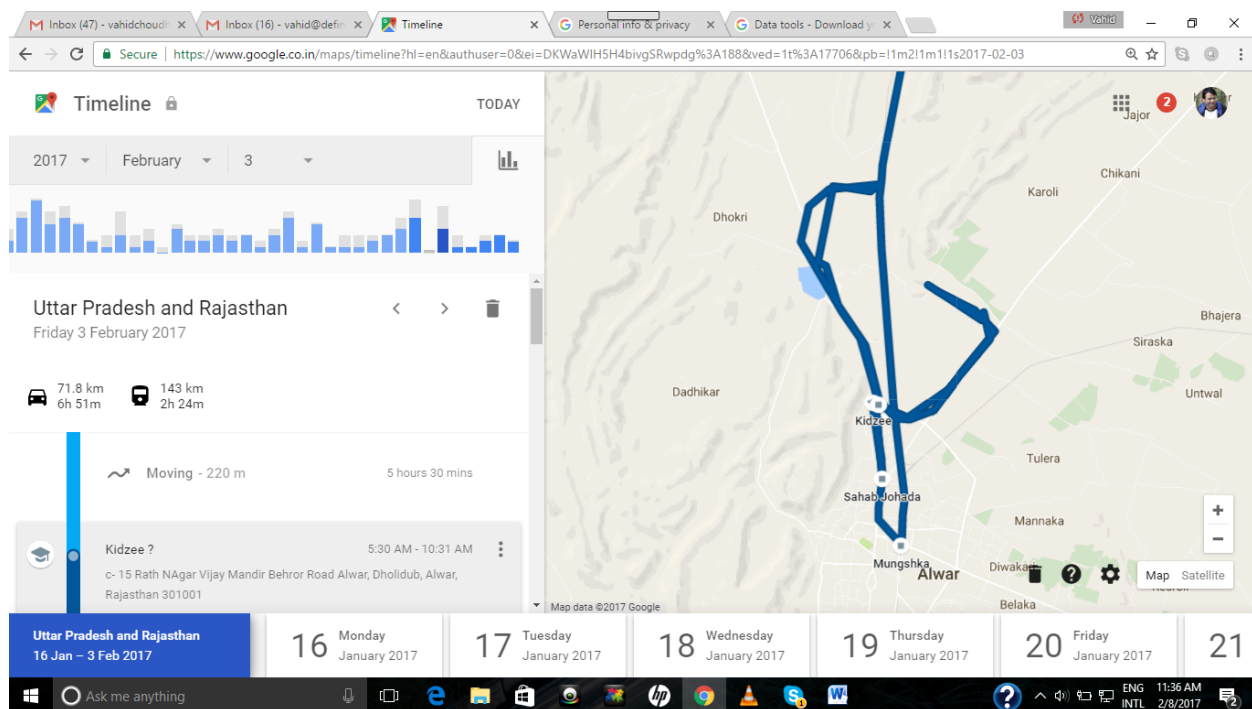 Inbox (47) - vahidchoudh
Inbox (16) - vahid@defin
Timeline
Personal info & privacy
Data tools - Download y
Vahid
Secure
https://www.google.co.in/maps/timeline?hl=en&authuser=0&ei=DKWaWIH5H4bivgSRwpdg%3A188&ved=1t%3A17706&pb=!1m2!1m1!1s2017-02-03
Timeline
TODAY
2017
February
3
Uttar Pradesh and Rajasthan
Friday 3 February 2017
71.8 km
6h 51m
143 km
2h 24m
Moving - 220 m
5 hours 30 mins
Kidzee ?
5:30 AM - 10:31 AM
c- 15 Rath NAgar Vijay Mandir Behror Road Alwar, Dholidub, Alwar,
Rajasthan 301001
2
Jajor
Chikani
Karoli
Dhokri
Bhajera
Siraska
Dadhikar
Untwal
Kidzee
Tulera
Sahab Johada
Mannaka
Mungshka
Alwar
Diwakari
Belaka
Map
Satellite
Map data ©2017 Google
Uttar Pradesh and Rajasthan
16 Jan – 3 Feb 2017
16 Monday
January 2017
17 Tuesday
January 2017
18 Wednesday
January 2017
19 Thursday
January 2017
20 Friday
January 2017
21
Ask me anything
ENG
INTL
11:36 AM
2/8/2017
2